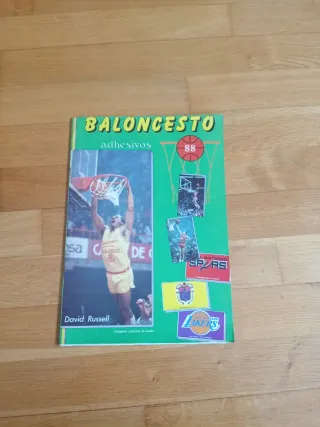 BALONCESTO
adhesivos
88
SPURS
LAKERS
David Russell